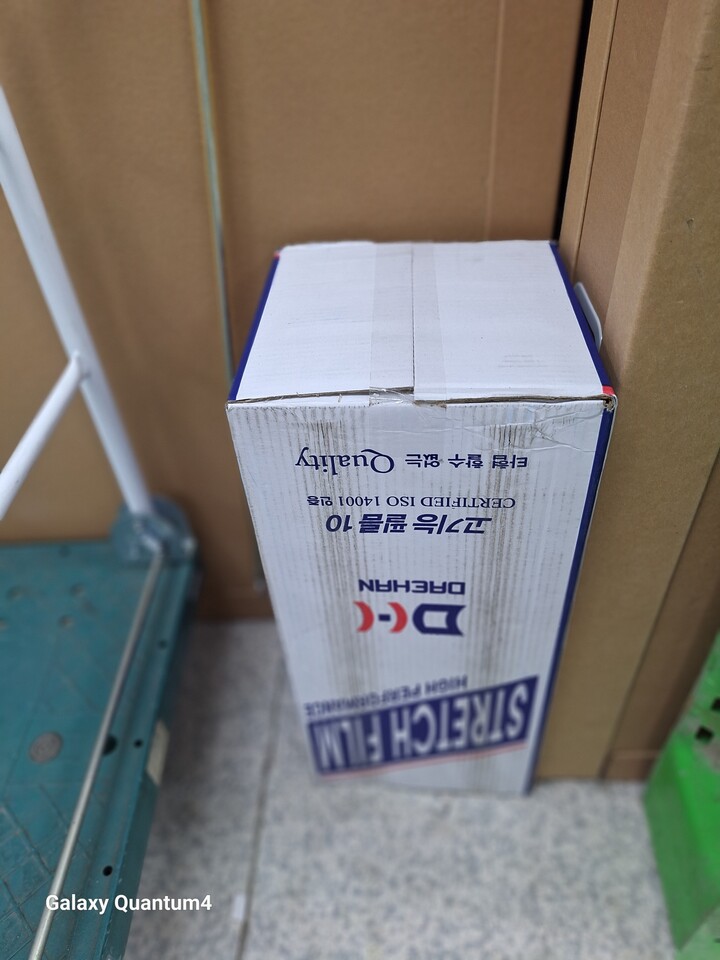 STRETCH FILM
HIGH PERFORMANCE
DAEHAN
고기능 필름 10
CERTIFIED ISO 14001 인증
타협 할수 없는 Quality
Galaxy Quantum4